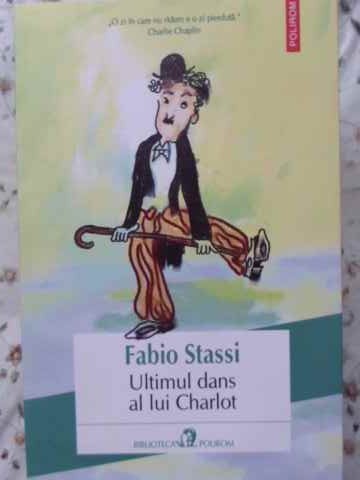 „O zi în care nu râdem e o zi pierdută.”
Charlie Chaplin
POLIROM
Fabio Stassi
Ultimul dans
al lui Charlot
BIBLIOTECA POLIROM